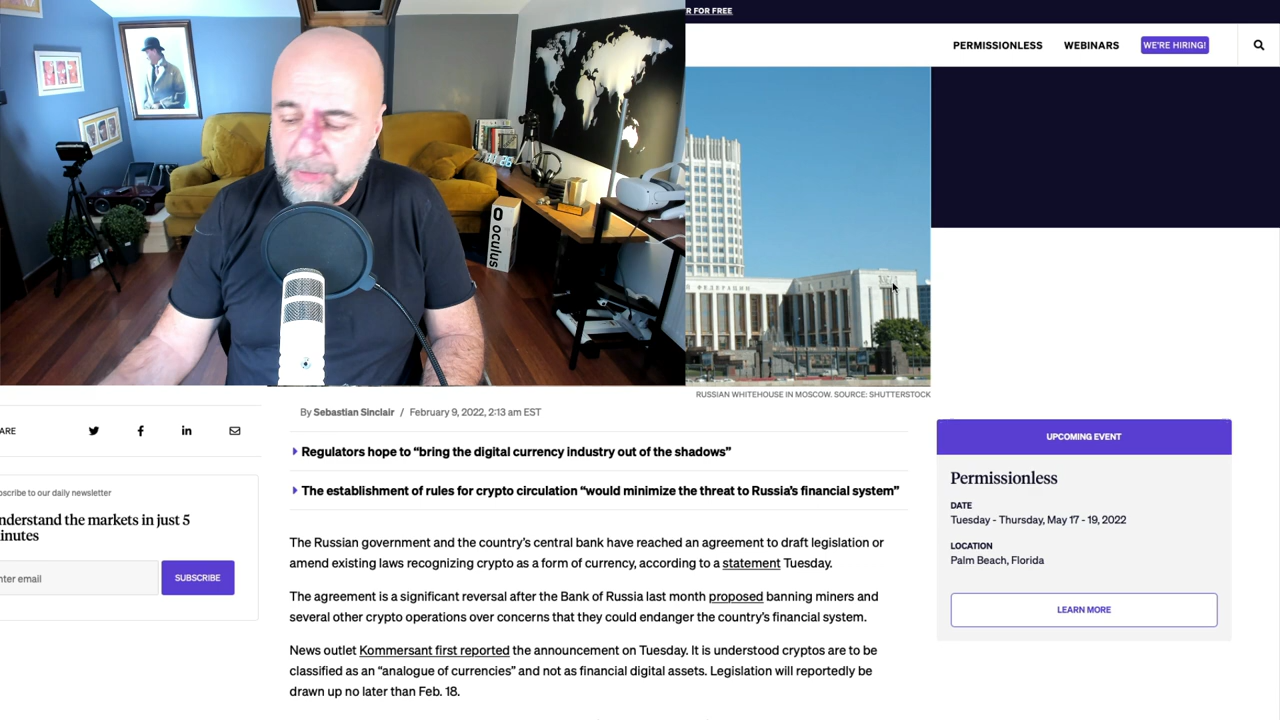 R FOR FREE
PERMISSIONLESS WEBINARS WE'RE HIRING!
oculus
RUSSIAN WHITEHOUSE IN MOSCOW. SOURCE: SHUTTERSTOCK
By Sebastian Sinclair / February 9, 2022, 2:13 am EST
ARE
Regulators hope to “bring the digital currency industry out of the shadows”
The establishment of rules for crypto circulation “would minimize the threat to Russia’s financial system”
bscribe to our daily newsletter
nderstand the markets in just 5
inutes
nter email SUBSCRIBE
The Russian government and the country’s central bank have reached an agreement to draft legislation or
amend existing laws recognizing crypto as a form of currency, according to a statement Tuesday.
The agreement is a significant reversal after the Bank of Russia last month proposed banning miners and
several other crypto operations over concerns that they could endanger the country’s financial system.
News outlet Kommersant first reported the announcement on Tuesday. It is understood cryptos are to be
classified as an “analogue of currencies” and not as financial digital assets. Legislation will reportedly be
drawn up no later than Feb. 18.
UPCOMING EVENT
Permissionless
DATE
Tuesday - Thursday, May 17 - 19, 2022
LOCATION
Palm Beach, Florida
LEARN MORE